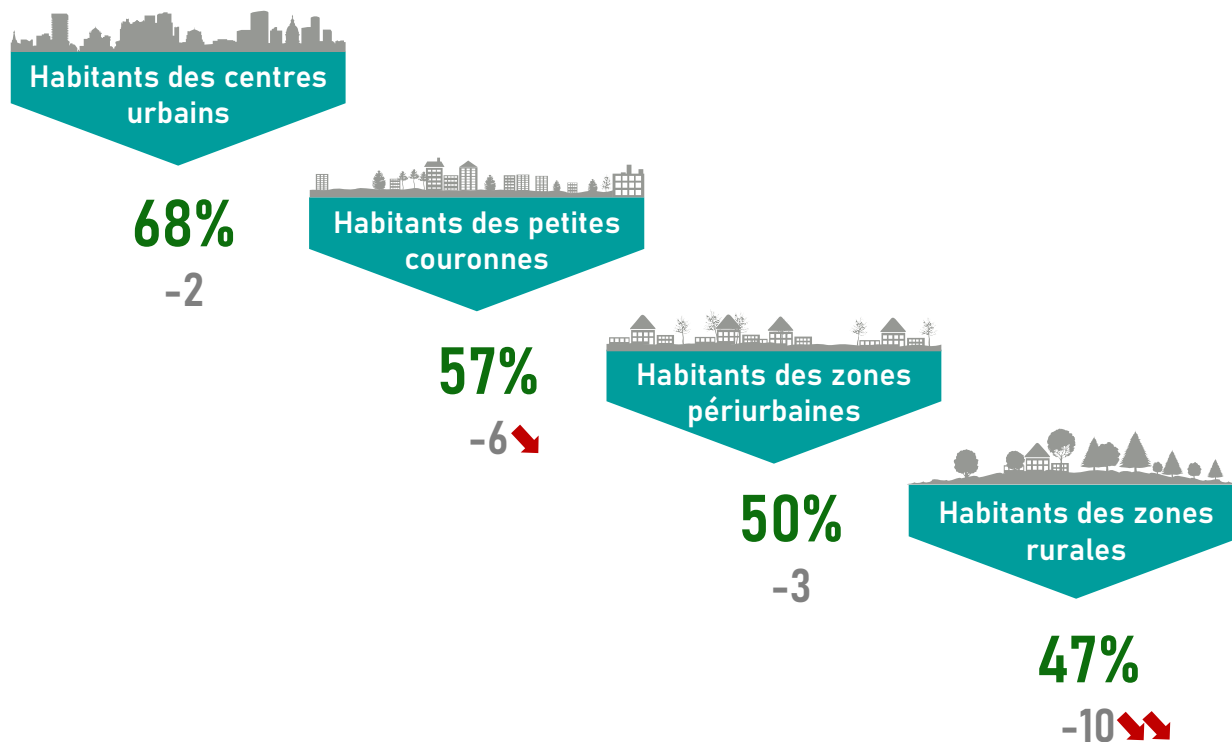 Habitants des centres
urbains
68%
-2
Habitants des petites
couronnes
57%
-6
Habitants des zones
périurbaines
50%
-3
Habitants des zones
rurales
47%
-10